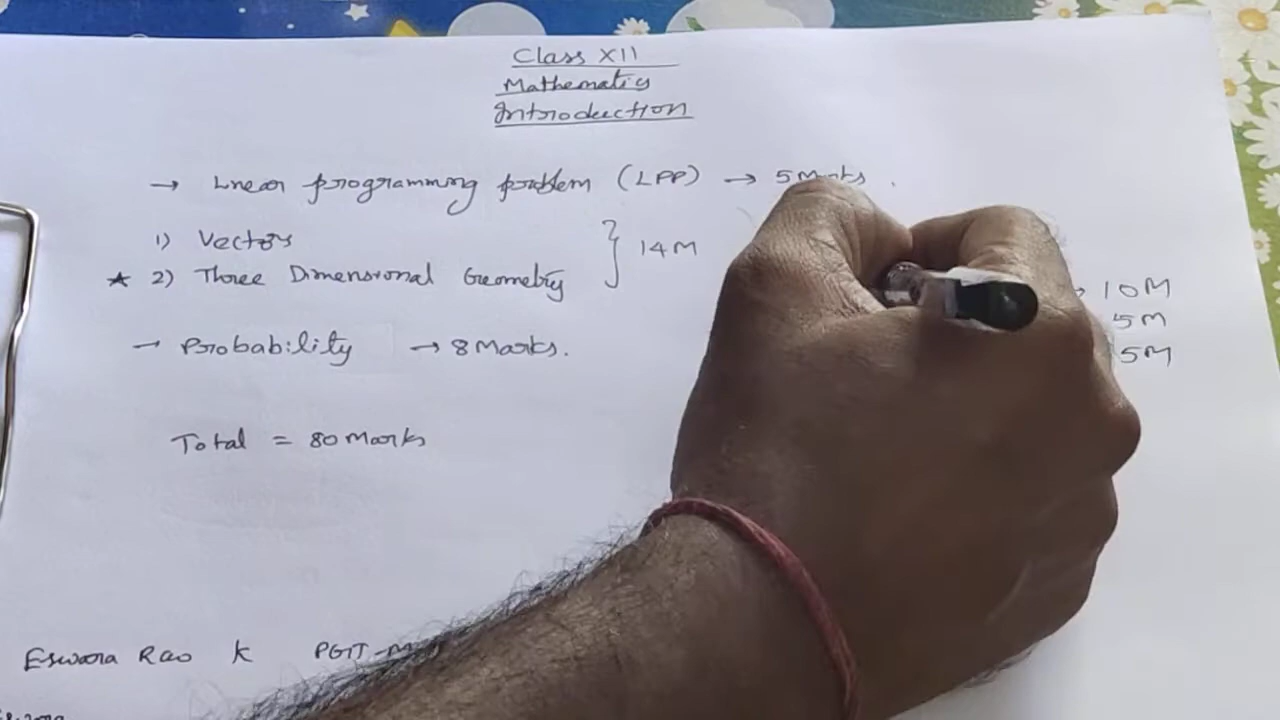 Class XII
Mathematics
Introduction
→ Linear programming problem (LPP) → 5 Marks.
1) Vectors
} 14M
★ 2) Three Dimensional Geometry
10M
5M
→ Probability → 8 Marks.
5M
Total = 80 Marks
Eswara Rao K PGT-M